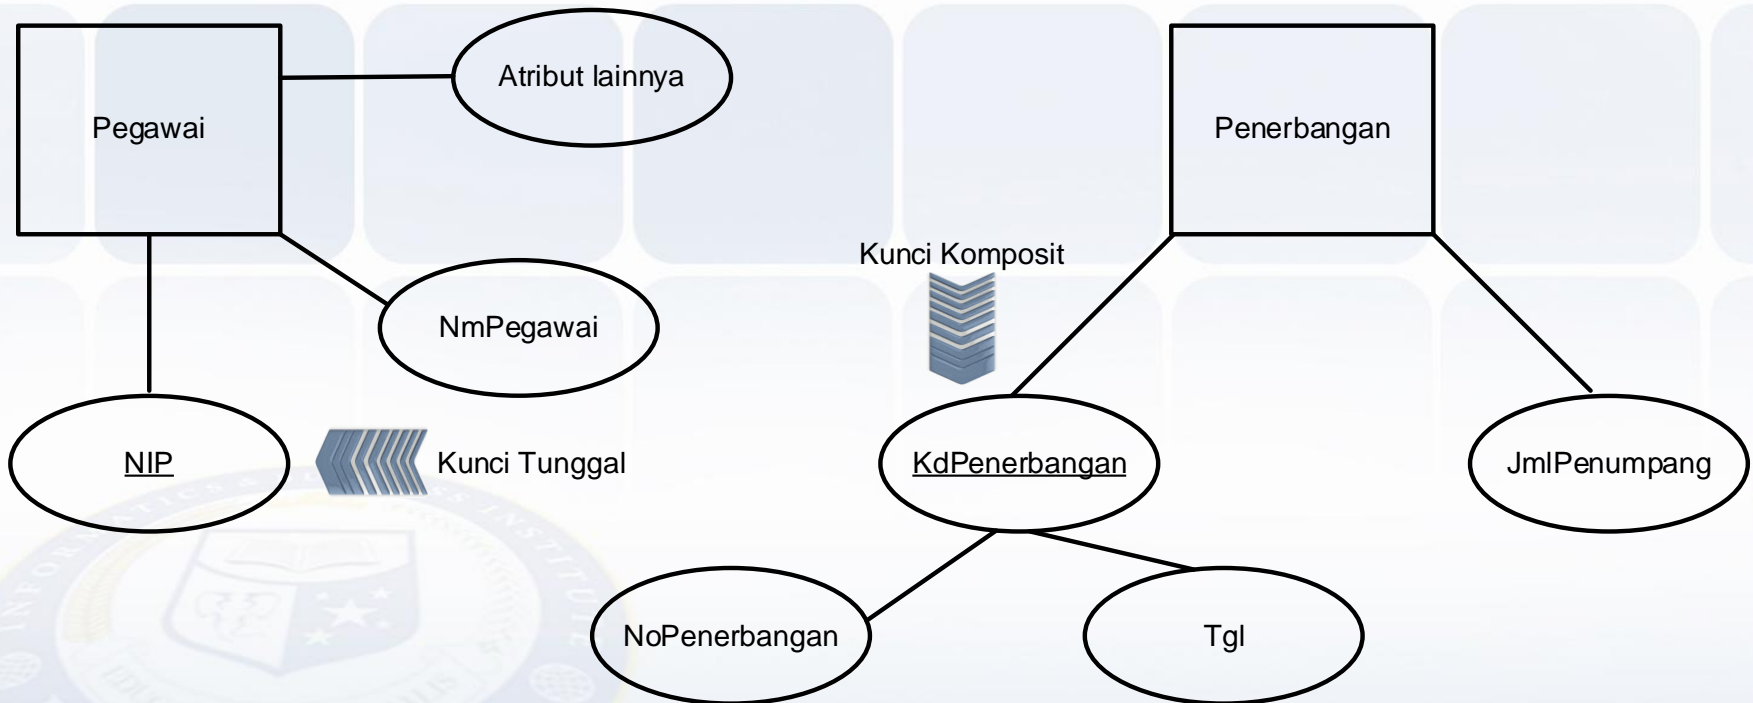 Pegawai
Atribut lainnya
Penerbangan
Kunci Komposit
NmPegawai
NIP
Kunci Tunggal
KdPenerbangan
JmlPenumpang
NoPenerbangan
Tgl